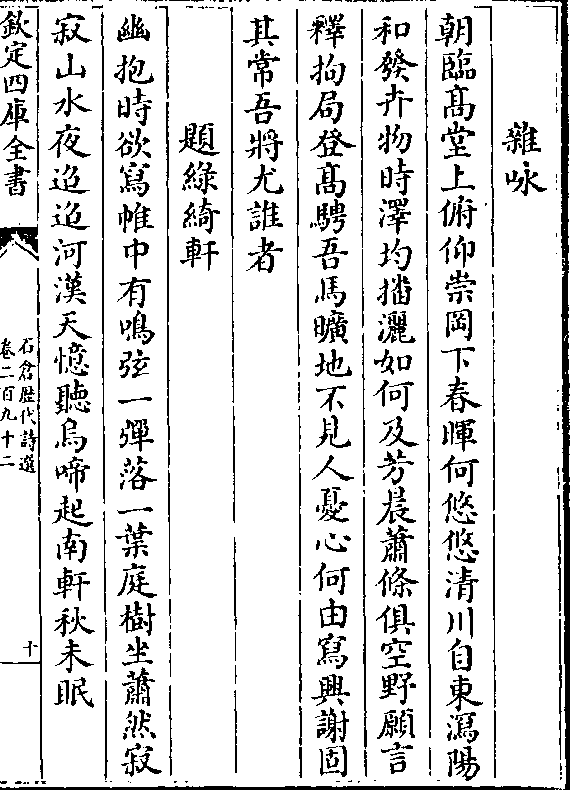 雜咏
朝臨髙堂上俯仰崇岡下春暉何悠悠清川自東瀉陽
和發卉物時澤均播灑如何及芳晨蕭條俱空野願言
釋拘局登髙騁吾馬曠地不見人憂心何由寫興謝固
其常吾將尤誰者
題綠綺軒
幽抱時欲寫帷中有鳴弦一彈落一葉庭樹坐蕭然寂
寂山水夜迢迢河漢天憶聽烏啼起南軒秋未眠
欽定四庫全書
石倉歴代詩選
卷二百九十二
十